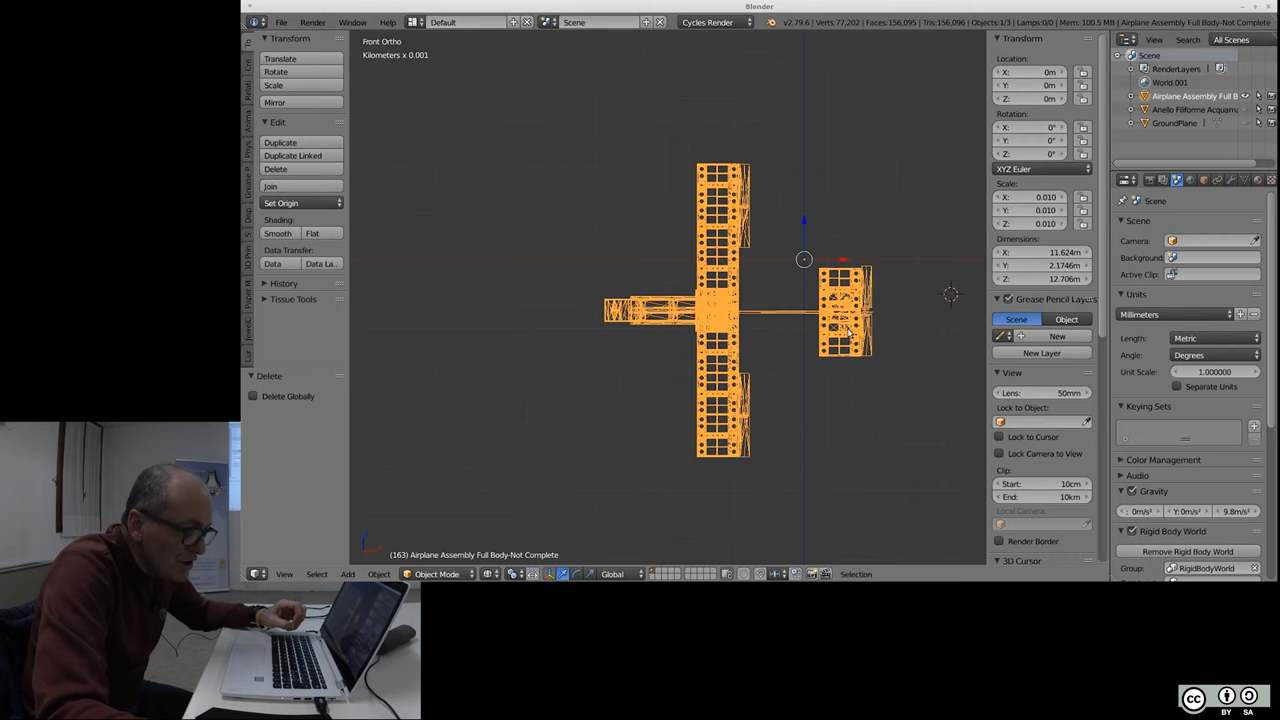 Blender
File Render Window Help Default Scene Cycles Render v2.79.6 | Verts:77,202 | Faces:156,095 | Tris:156,096 | Objects:1/3 | Lamps:0/0 | Mem: 100.5 MB | Airplane Assembly Full Body-Not Complete
Transform
Translate
Rotate
Scale
Mirror
Edit
Duplicate
Duplicate Linked
Delete
Join
Set Origin
Shading:
Smooth Flat
Data Transfer:
Data Data La..
History
Tissue Tools
Delete
Delete Globally
Front Ortho
Kilometers x 0.001
(163) Airplane Assembly Full Body-Not Complete
View Select Add Object Object Mode Global Selection
Transform
Location:
X: 0m
Y: 0m
Z: 0m
Rotation:
X: 0°
Y: 0°
Z: 0°
XYZ Euler
Scale:
X: 0.010
Y: 0.010
Z: 0.010
Dimensions:
X: 11.624m
Y: 2.1746m
Z: 12.706m
Grease Pencil Layers
Scene Object
New
New Layer
View
Lens: 50mm
Lock to Object:
Lock to Cursor
Lock Camera to View
Clip:
Start: 10cm
End: 10km
Local Camera:
Render Border
3D Cursor
View Search All Scenes
Scene
RenderLayers
World.001
Airplane Assembly Full B
Anello Filiforme Acquam
GroundPlane
Scene
Scene
Camera:
Background:
Active Clip:
Units
Millimeters
Length: Metric
Angle: Degrees
Unit Scale: 1.000000
Separate Units
Keying Sets
Color Management
Audio
Gravity
: 0m/s² Y: 0m/s² 9.8m/s²
Rigid Body World
Remove Rigid Body World
Group: RigidBodyWorld
CC BY SA